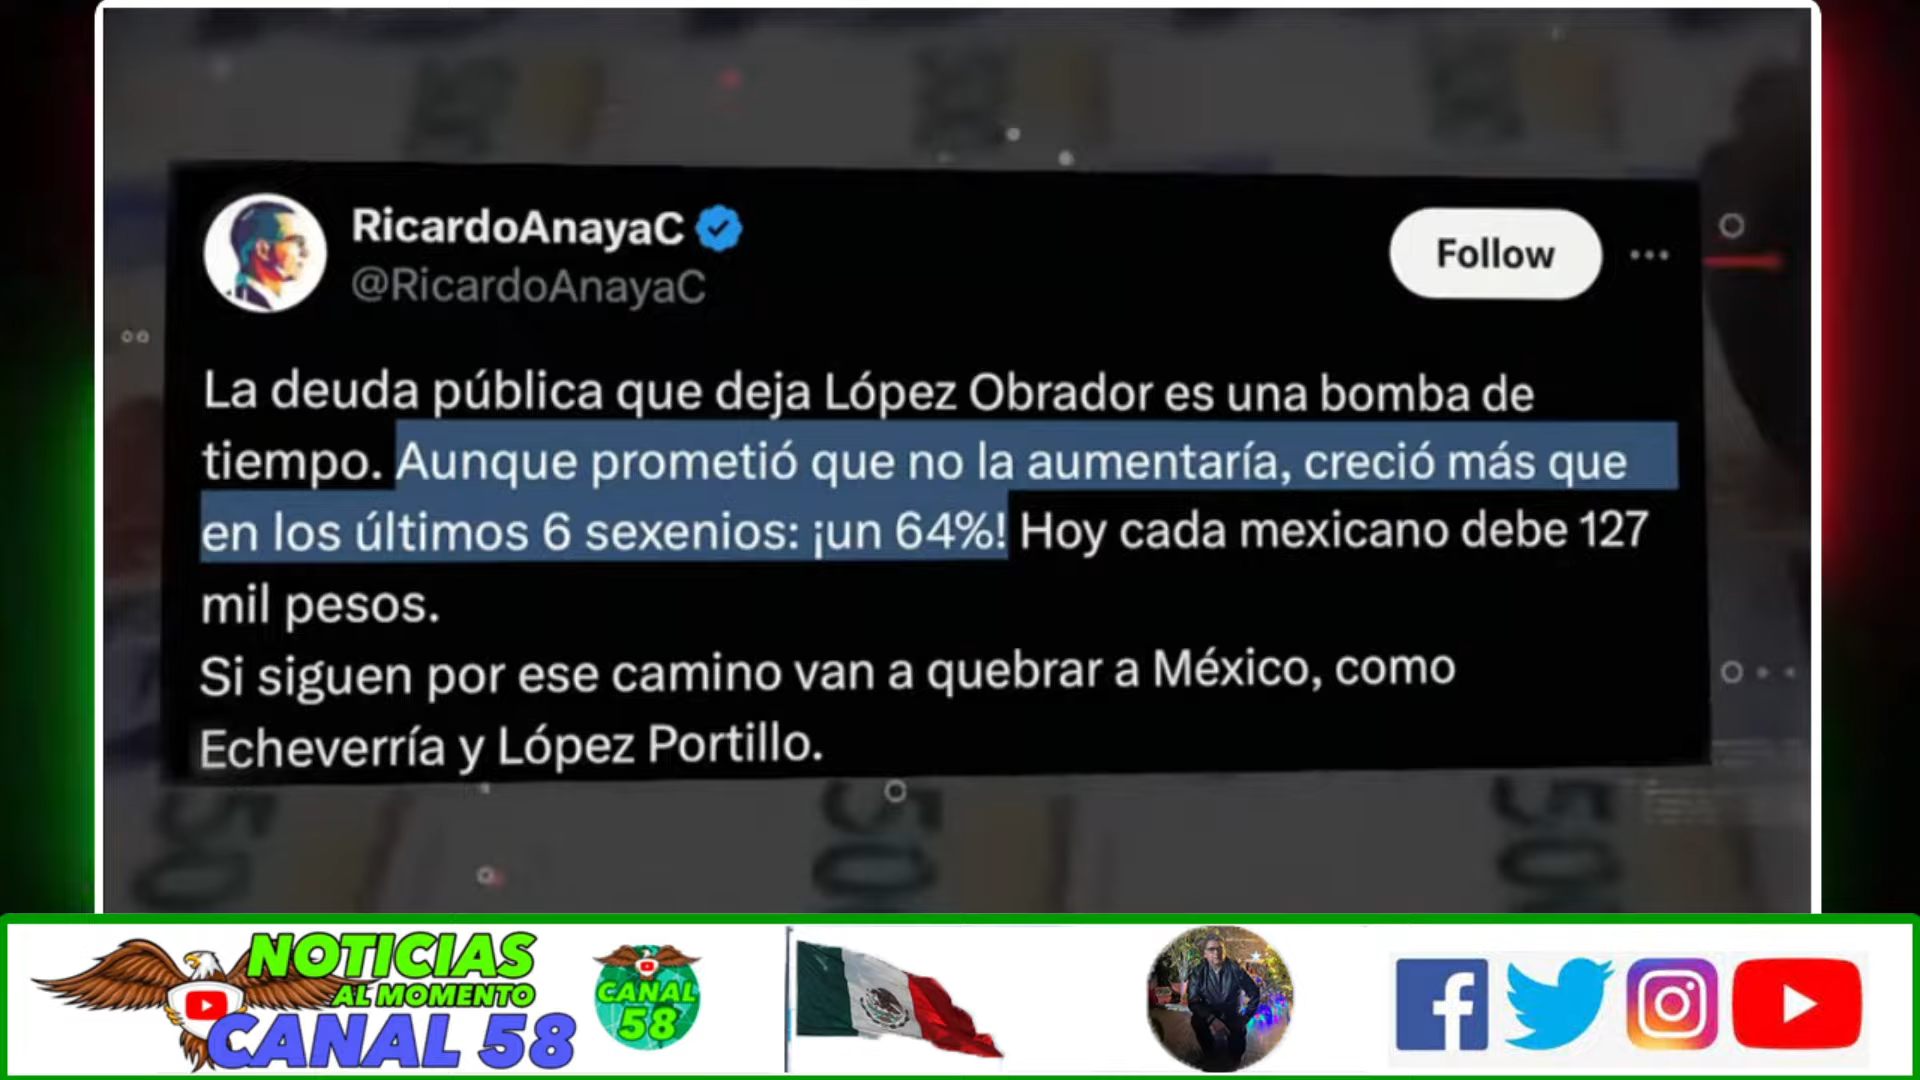 RicardoAnayaC
@RicardoAnayaC
Follow
La deuda pública que deja López Obrador es una bomba de
tiempo. Aunque prometió que no la aumentaría, creció más que
en los últimos 6 sexenios: ¡un 64%! Hoy cada mexicano debe 127
mil pesos.
Si siguen por ese camino van a quebrar a México, como
Echeverría y López Portillo.
NOTICIAS
AL MOMENTO
CANAL 58
CANAL
58